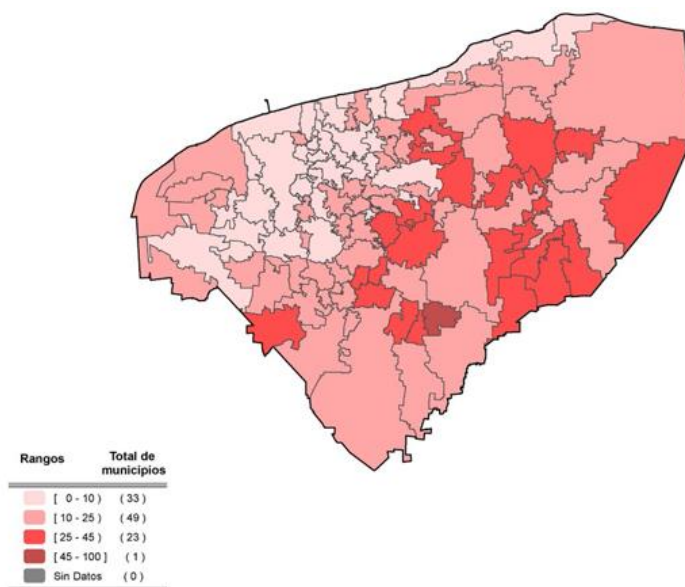 Rangos Total de
municipios
[ 0 - 10 ) ( 33 )
[ 10 - 25 ) ( 49 )
[ 25 - 45 ) ( 23 )
[ 45 - 100 ] ( 1 )
Sin Datos ( 0 )